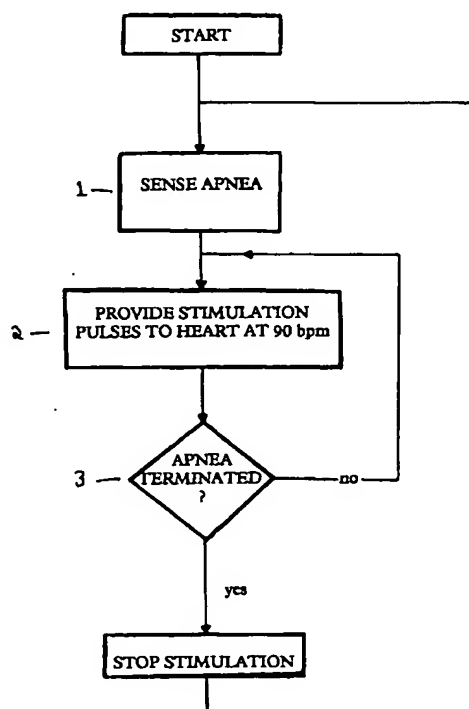 START
1
SENSE APNEA
2
PROVIDE STIMULATION
PULSES TO HEART AT 90 bpm
3
APNEA
TERMINATED
?
no
yes
STOP STIMULATION